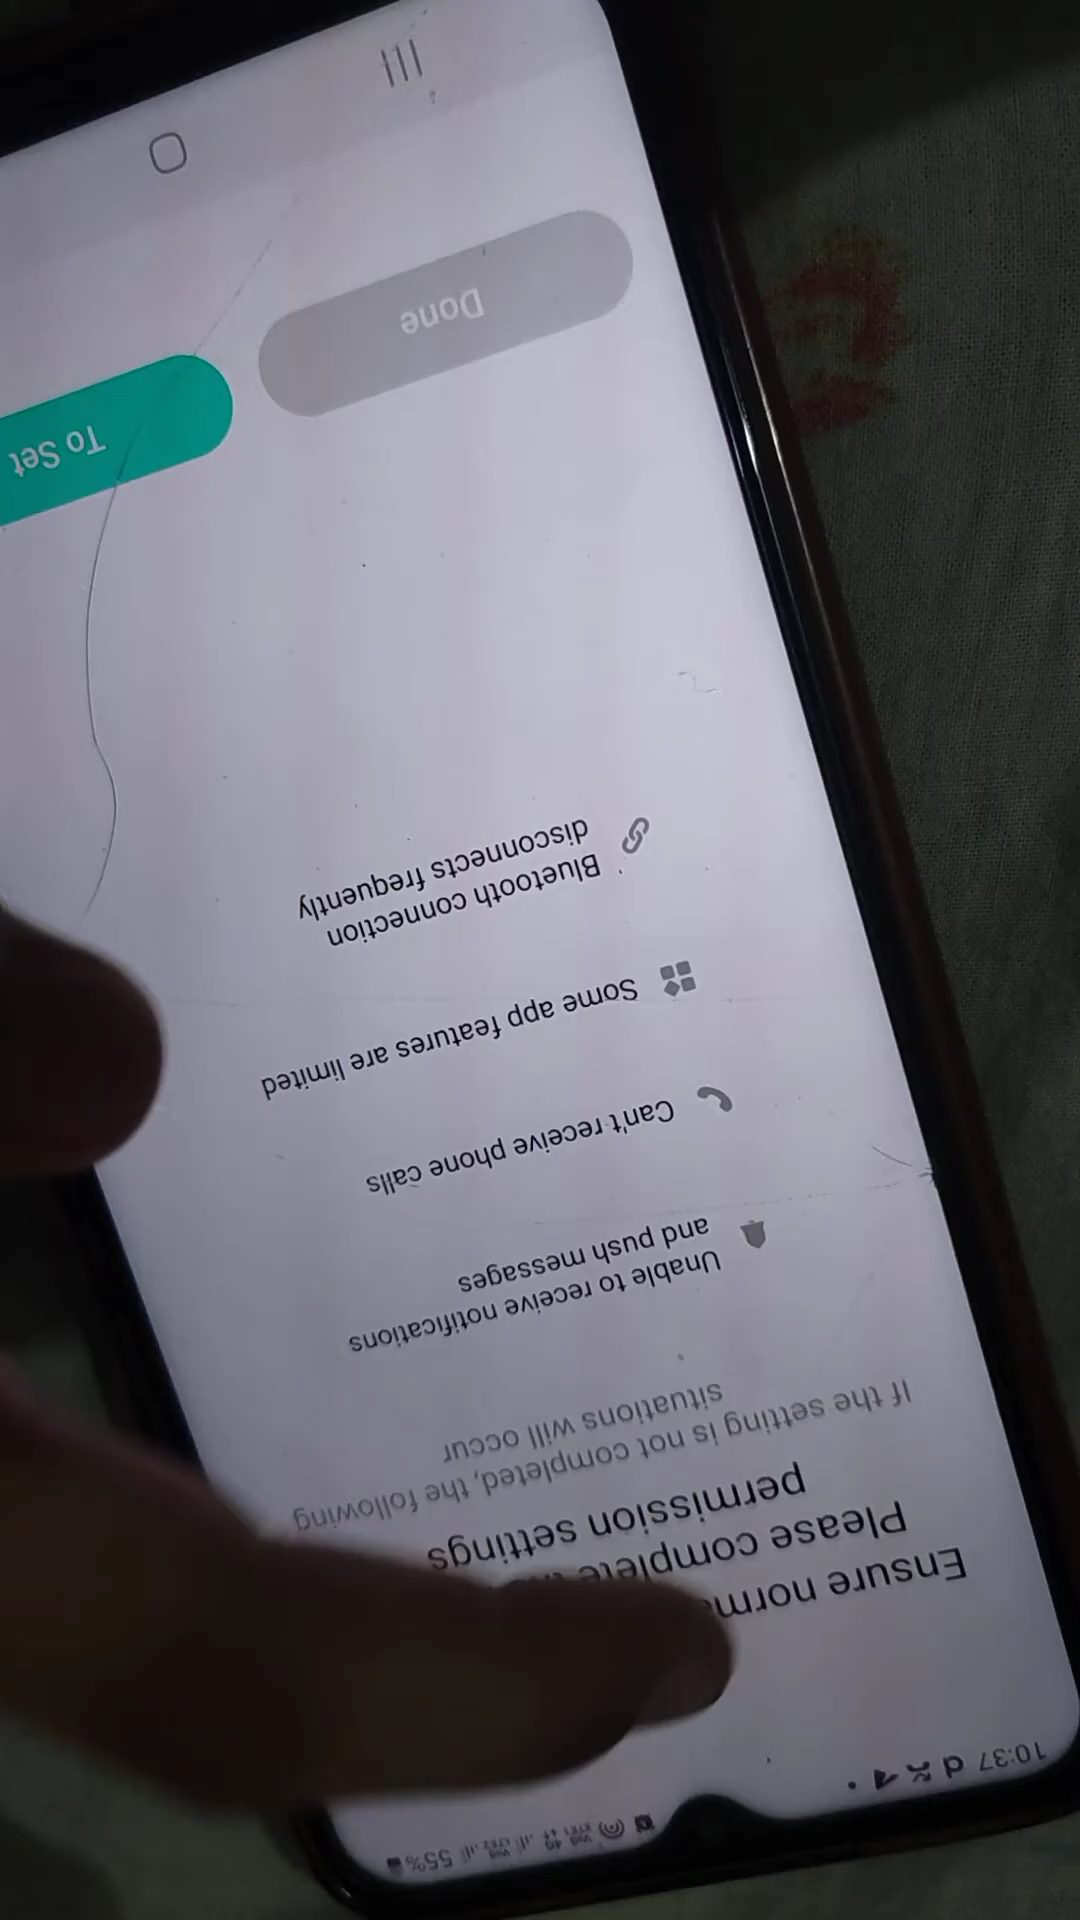 10:37
55%
Ensure
Please complete
permission settings
If the setting is not completed, the following
situations will occur
Unable to receive notifications
and push messages
Can't receive phone calls
Some app features are limited
Bluetooth connection
disconnects frequently
Done
To Set